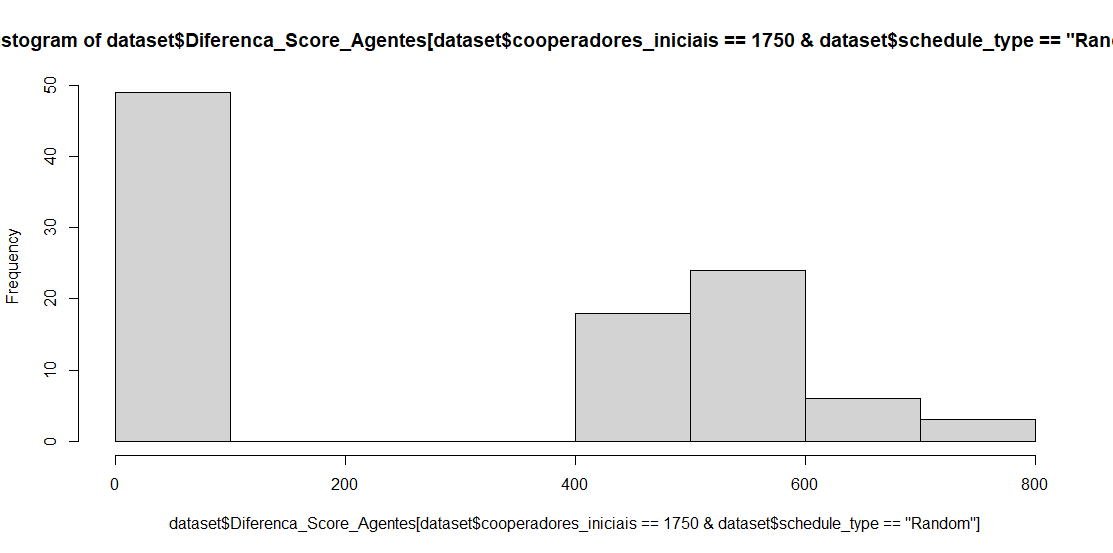 stogram of dataset$Diferenca_Score_Agentes[dataset$cooperadores_iniciais == 1750 & dataset$schedule_type == "Ran
50
40
30
20
10
0
Frequency
0 200 400 600 800
dataset$Diferenca_Score_Agentes[dataset$cooperadores_iniciais == 1750 & dataset$schedule_type == "Random"]